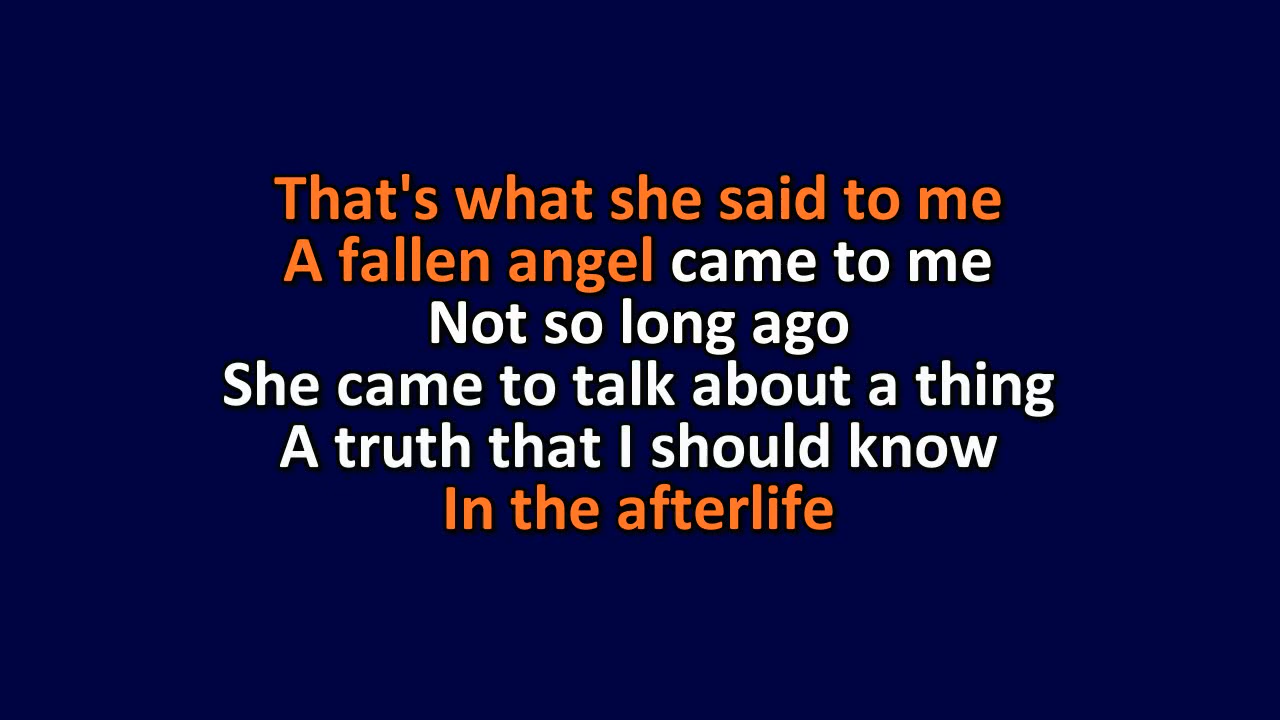 That's what she said to me
A fallen angel came to me
Not so long ago
She came to talk about a thing
A truth that I should know
In the afterlife